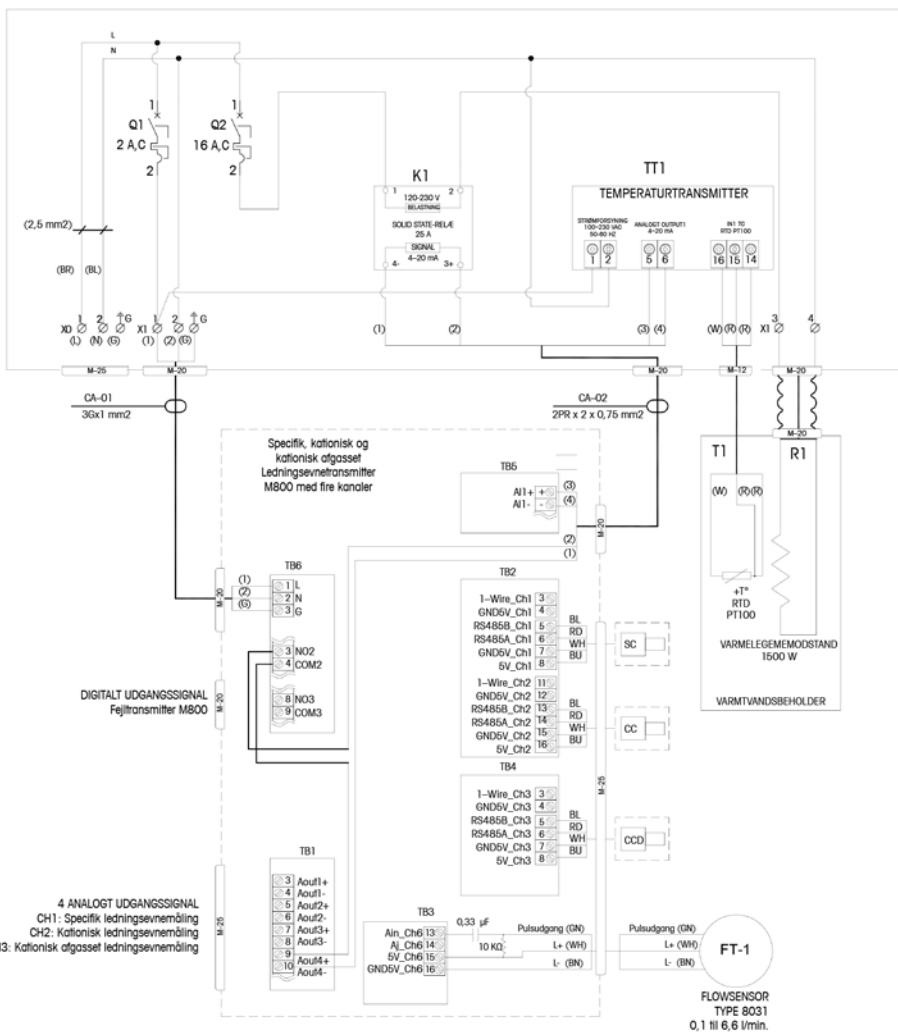 L
N
1
Q1
2 A,C
2
1
Q2
16 A,C
2
(2,5 mm2)
(BR)
(BL)
K1
1
2
120-230 V
BELASTNING
SOLID STATE-RELÆ
25 A
SIGNAL
4-20 mA
4-
3+
TT1
TEMPERATURTRANSMITTER
STRØMFORSYNING
100-230 VAC
50-60 HZ
ANALOGT OUTPUT1
4-20 mA
IN1 TC
RTD PT100
1
2
5
6
16
15
14
X0
1
2
G
(L)
(N)
(G)
X1
1
2
G
(1)
(2)
(G)
(1)
(2)
(3)
(4)
(W)
(R)
(R)
3
X1
4
M-25
M-20
M-20
M-12
M-20
CA-01
3Gx1 mm2
CA-02
2PR x 2 x 0,75 mm2
M-20
T1
R1
(W)
(R)(R)
+T°
RTD
PT100
VARMELEGEMEMODSTAND
1500 W
VARMTVANDSBEHOLDER
Specifik, kationisk og
kationisk afgasset
Ledningsevnetransmitter
M800 med fire kanaler
TB5
AI1+ +
AI1- -
(3)
(4)
(2)
(1)
M-20
TB6
(1)
(2)
(G)
1 L
2 N
3 G
M-20
3 NO2
4 COM2
8 NO3
9 COM3
DIGITALT UDGANGSSIGNAL
Fejltransmitter M800
M-20
TB2
1-Wire_Ch1 3
GND5V_Ch1 4
RS485B_Ch1 5
RS485A_Ch1 6
GND5V_Ch1 7
5V_Ch1 8
BL
RD
WH
BU
SC
1-Wire_Ch2 11
GND5V_Ch2 12
RS485B_Ch2 13
RS485A_Ch2 14
GND5V_Ch2 15
5V_Ch2 16
BL
RD
WH
BU
CC
TB4
1-Wire_Ch3 3
GND5V_Ch3 4
RS485B_Ch3 5
RS485A_Ch3 6
GND5V_Ch3 7
5V_Ch3 8
BL
RD
WH
BU
CCD
M-25
TB1
3 Aout1+
4 Aout1-
5 Aout2+
6 Aout2-
7 Aout3+
8 Aout3-
9 Aout4+
10 Aout4-
M-25
4 ANALOGT UDGANGSSIGNAL
CH1: Specifik ledningsevnemåling
CH2: Kationisk ledningsevnemåling
H3: Kationisk afgasset ledningsevnemåling
TB3
Ain_Ch6 13
Aj_Ch6 14
5V_Ch6 15
GND5V_Ch6 16
0,33 µF
10 KΩ
Pulsudgang (GN)
L+ (WH)
L- (BN)
Pulsudgang (GN)
L+ (WH)
L- (BN)
FT-1
FLOWSENSOR
TYPE 8031
0,1 til 6,6 l/min.